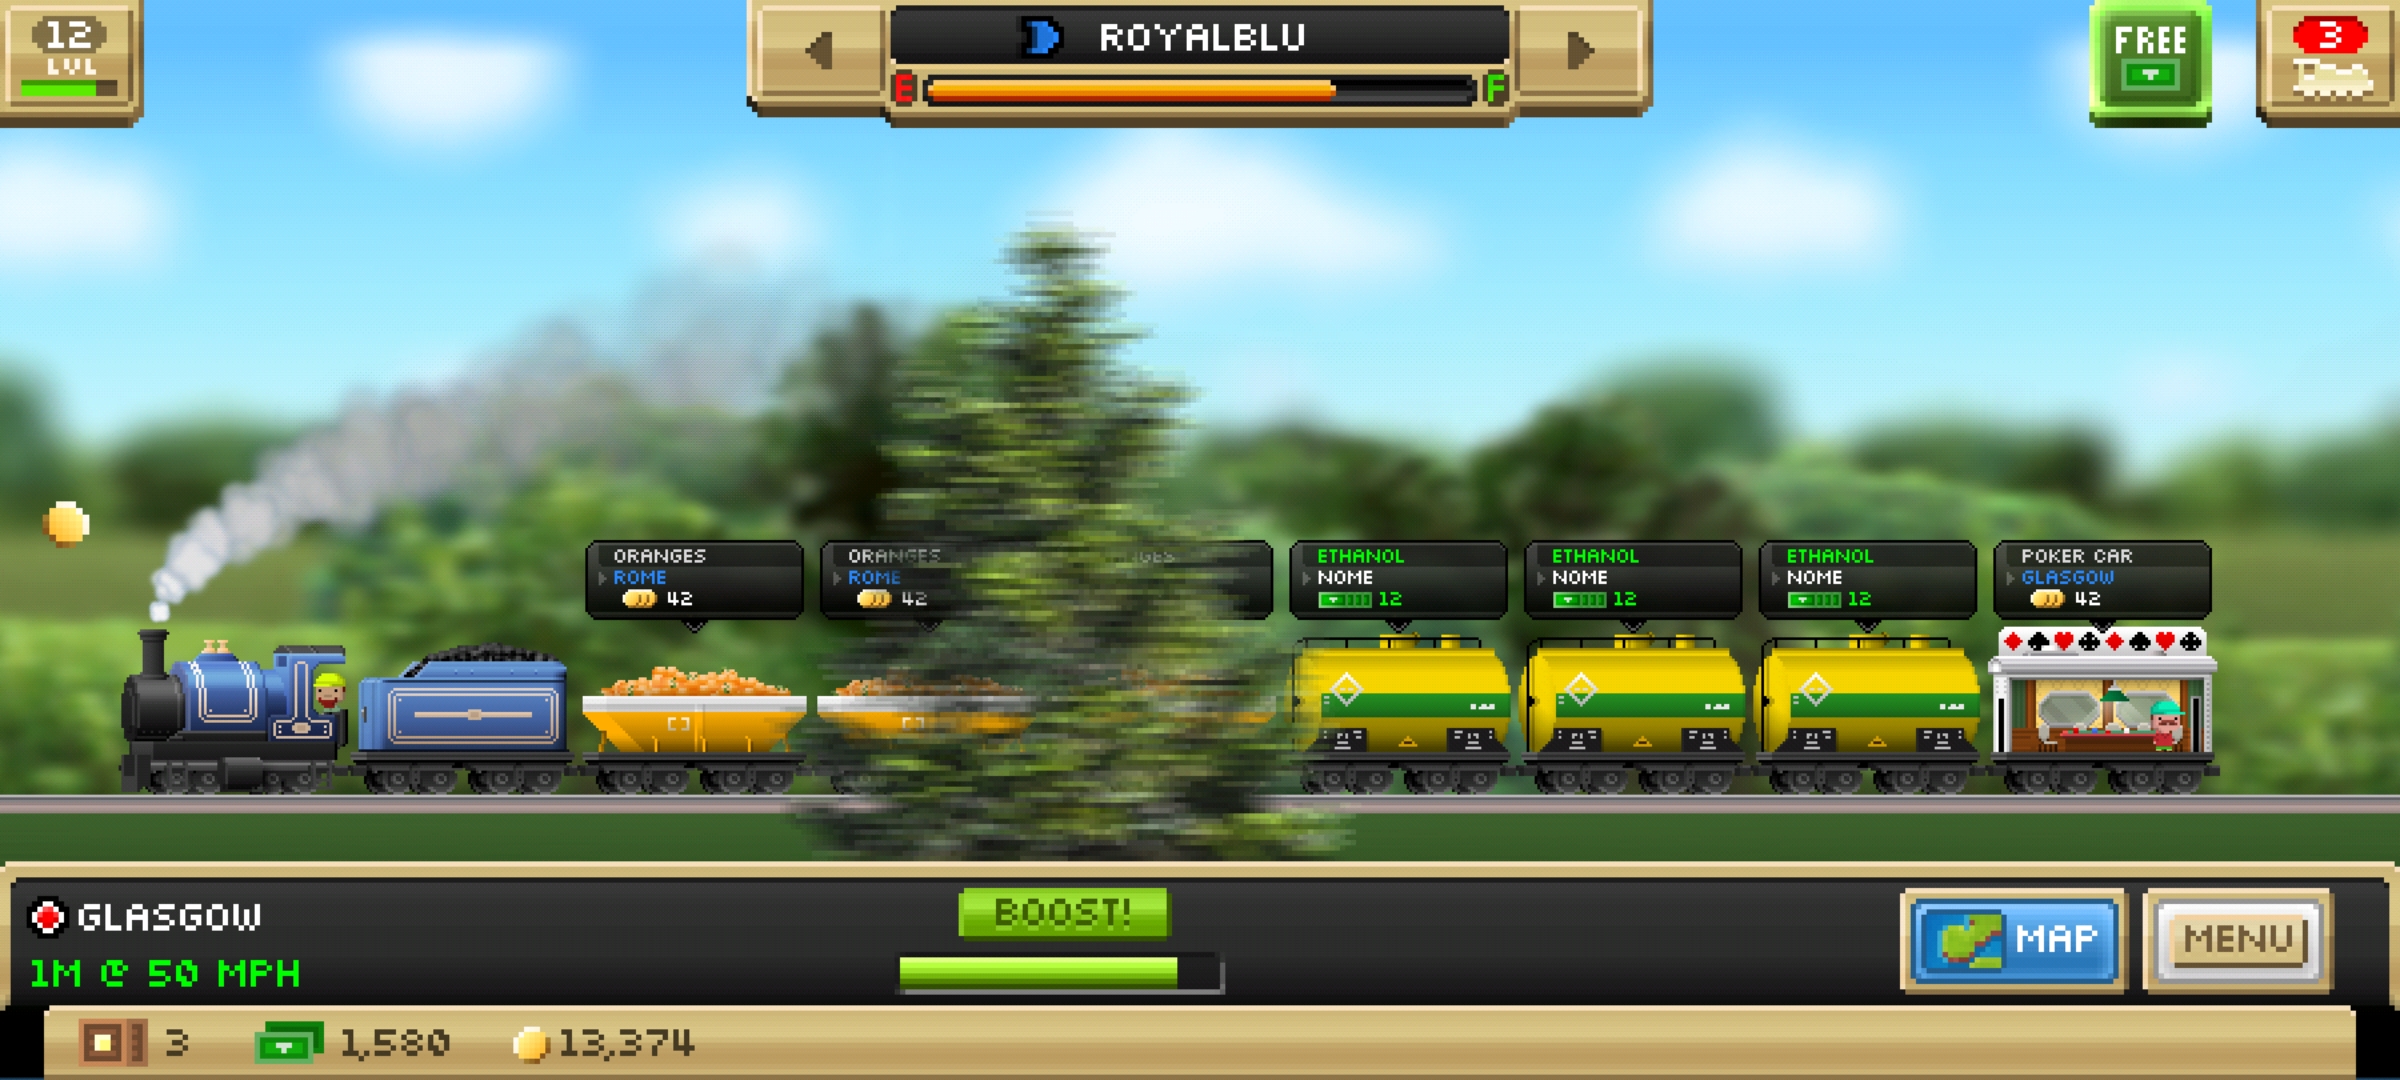 12
LVL
ROYALBLU
E
F
FREE
3
ORANGES
ROME
42
ORANGES
ROME
42
ETHANOL
NOME
12
ETHANOL
NOME
12
ETHANOL
NOME
12
POKER CAR
GLASGOW
42
GLASGOW
1M @ 50 MPH
BOOST!
MAP
MENU
3
1,580
13,374